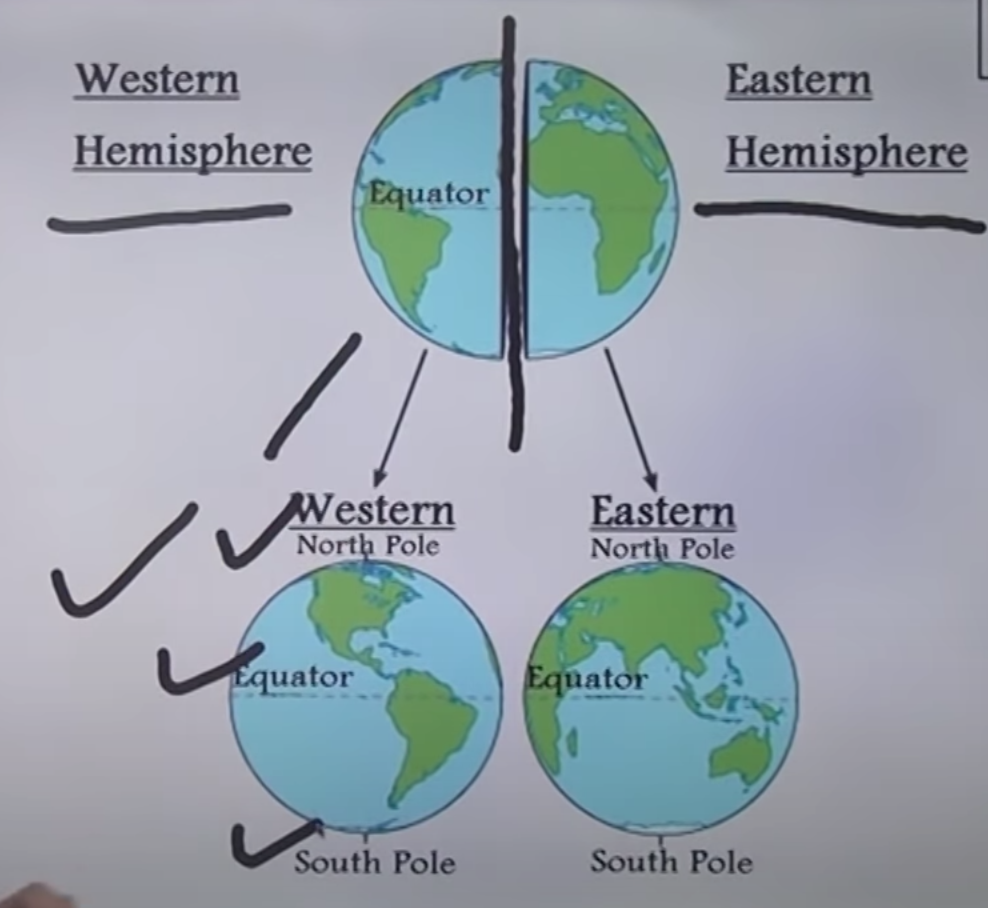 Western
Hemisphere
Eastern
Hemisphere
Equator
Western
North Pole
Eastern
North Pole
Equator
Equator
South Pole
South Pole